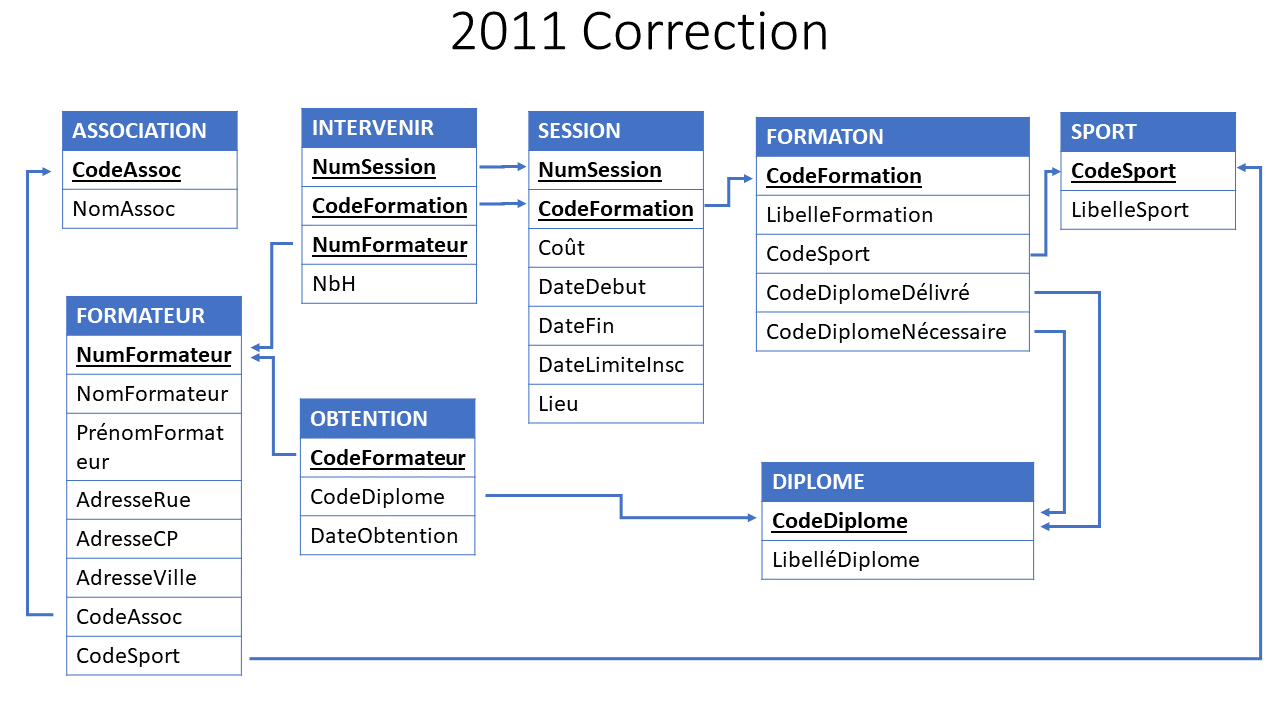 2011 Correction
ASSOCIATION
CodeAssoc
NomAssoc
INTERVENIR
NumSession
CodeFormation
NumFormateur
NbH
SESSION
NumSession
CodeFormation
Coût
DateDebut
DateFin
DateLimiteInsc
Lieu
FORMATON
CodeFormation
LibelleFormation
CodeSport
CodeDiplomeDélivré
CodeDiplomeNécessaire
SPORT
CodeSport
LibelleSport
FORMATEUR
NumFormateur
NomFormateur
PrénomFormat
eur
AdresseRue
AdresseCP
AdresseVille
CodeAssoc
CodeSport
OBTENTION
CodeFormateur
CodeDiplome
DateObtention
DIPLOME
CodeDiplome
LibelléDiplome